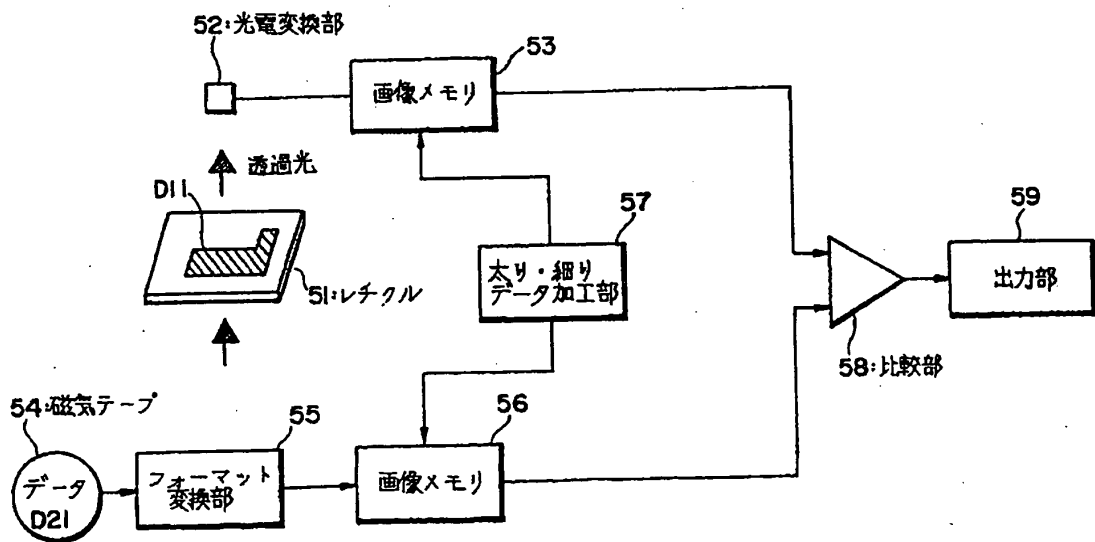 52:光電変換部
53
画像メモリ
透過光
D11
57
太り・細り
データ加工部
51:レチクル
59
出力部
58:比較部
54:磁気テープ
55
56
データ
D21
フォーマット
変換部
画像メモリ